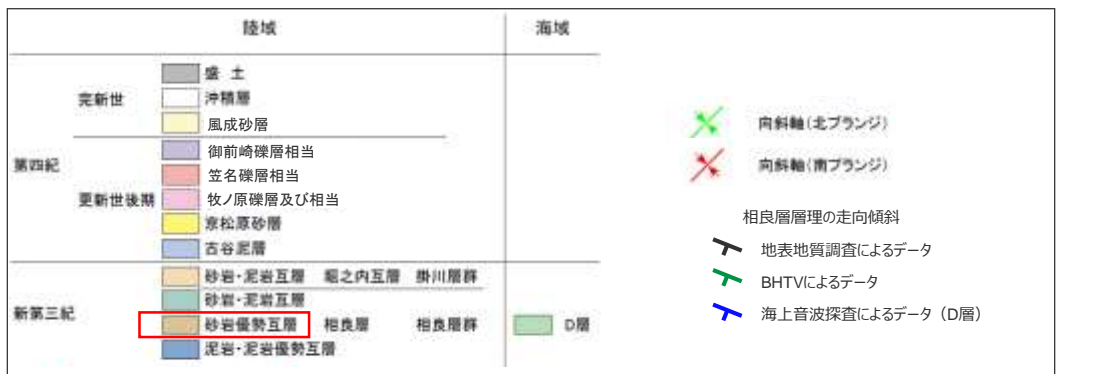 陸域 海域
盛 土
完新世 沖積層
風成砂層
御前崎礫層相当
第四紀
笠名礫層相当
更新世後期 牧ノ原礫層及び相当
京松原砂層
古谷泥層
砂岩・泥岩互層 堀之内互層 掛川層群
砂岩・泥岩互層
新第三紀
砂岩優勢互層 相良層 相良層群 D層
泥岩・泥岩優勢互層
向斜軸(北プランジ)
向斜軸(南プランジ)
相良層層理の走向傾斜
地表地質調査によるデータ
BHTVによるデータ
海上音波探査によるデータ（D層）